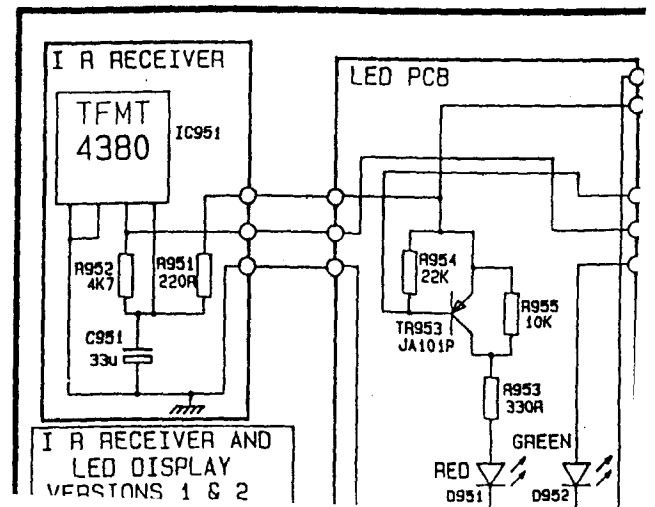 I R RECEIVER
TFMT
4380
IC951
R952
4K7
R951
220R
C951
33u
I R RECEIVER AND
LED DISPLAY
VERSIONS 1 & 2
LED PCB
R954
22K
TR953
JA101P
R955
10K
R953
330R
GREEN
RED
D951
D952